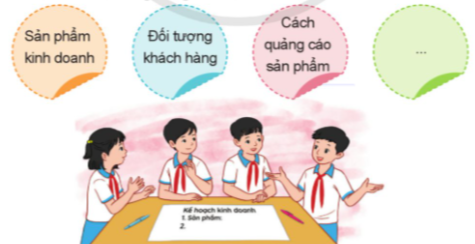 Sản phẩm
kinh doanh
Đối tượng
khách hàng
Cách
quảng cáo
sản phẩm
...
Kế hoạch kinh doanh
1. Sản phẩm:
2.